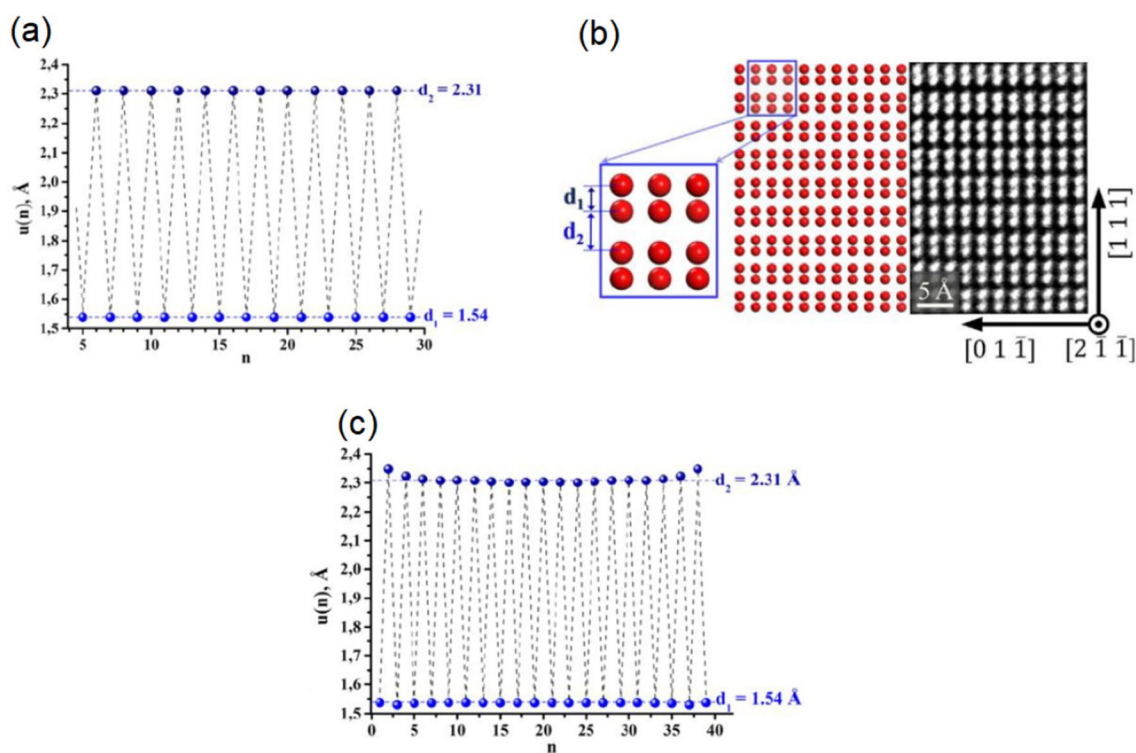 (a)
u(n), Å
2,4
2,3
2,2
2,1
2,0
1,9
1,8
1,7
1,6
1,5
d₂ = 2.31
d₁ = 1.54
5 10 15 20 25 30
n
(b)
d₁
d₂
5 Å
[1 1 1]
[0 1 1̄]
[2 1̄ 1̄]
(c)
u(n), Å
2,4
2,3
2,2
2,1
2,0
1,9
1,8
1,7
1,6
1,5
d₂ = 2.31 Å
d₁ = 1.54 Å
0 5 10 15 20 25 30 35 40
n